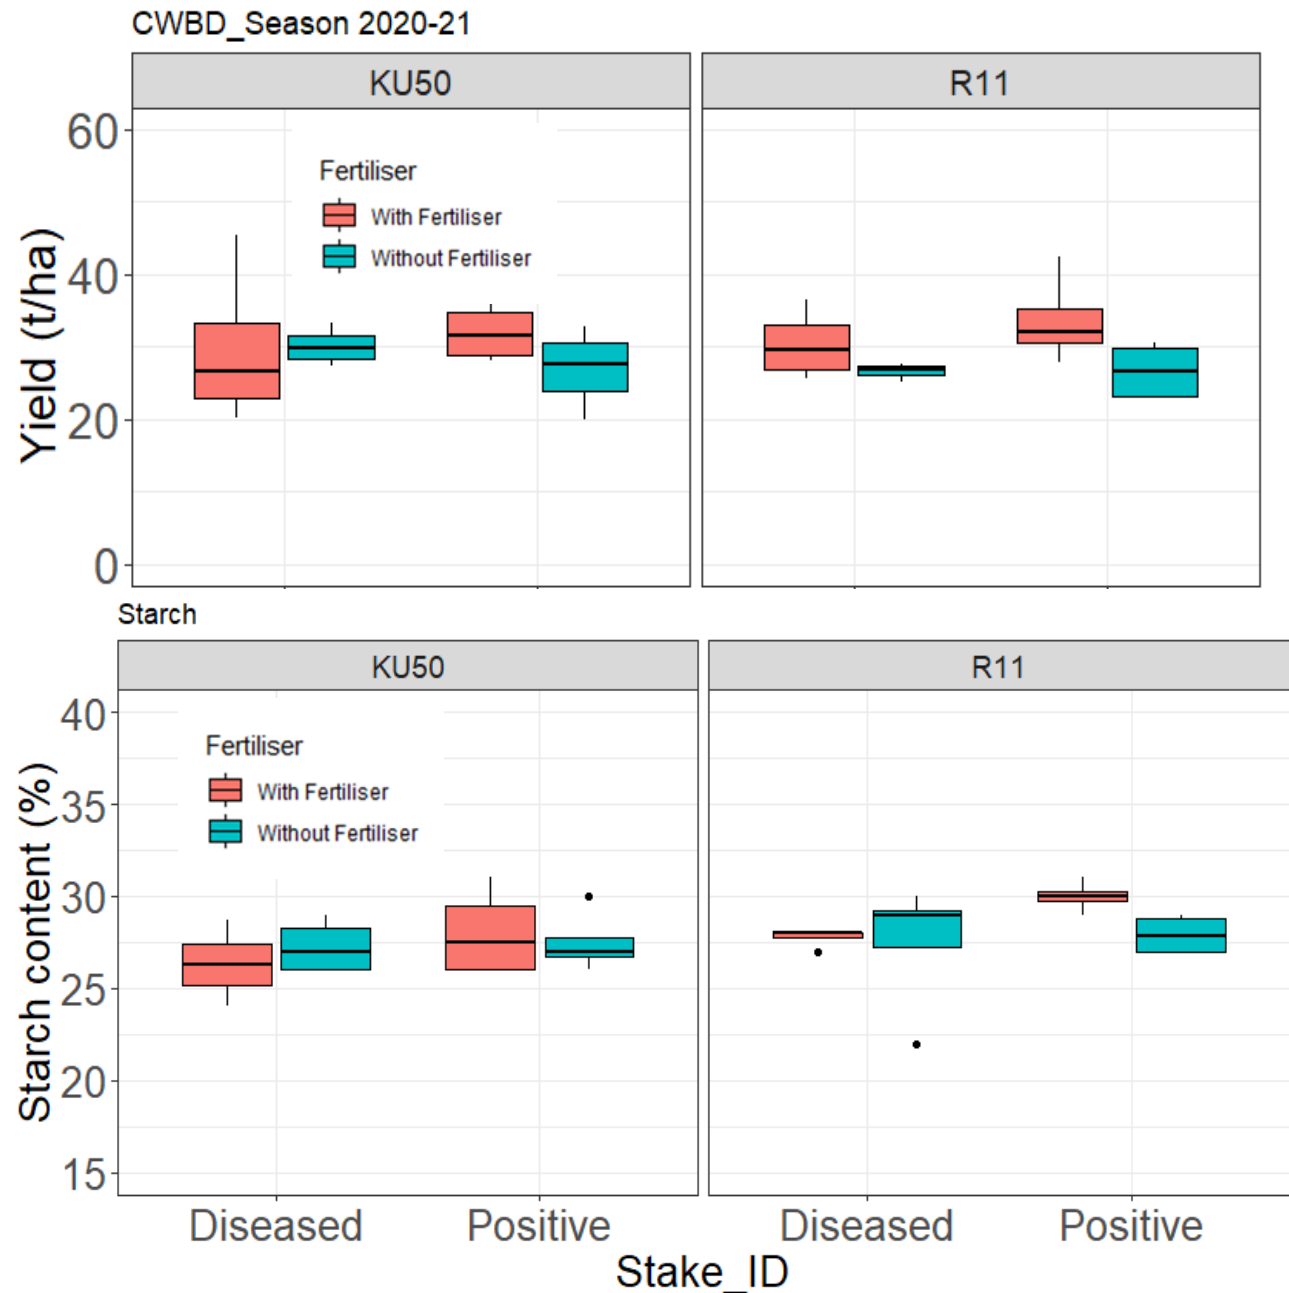 CWBD_Season 2020-21
KU50
R11
Yield (t/ha)
60
40
20
0
Fertiliser
With Fertiliser
Without Fertiliser
Starch
KU50
R11
Starch content (%)
40
35
30
25
20
15
Fertiliser
With Fertiliser
Without Fertiliser
Diseased
Positive
Diseased
Positive
Stake_ID